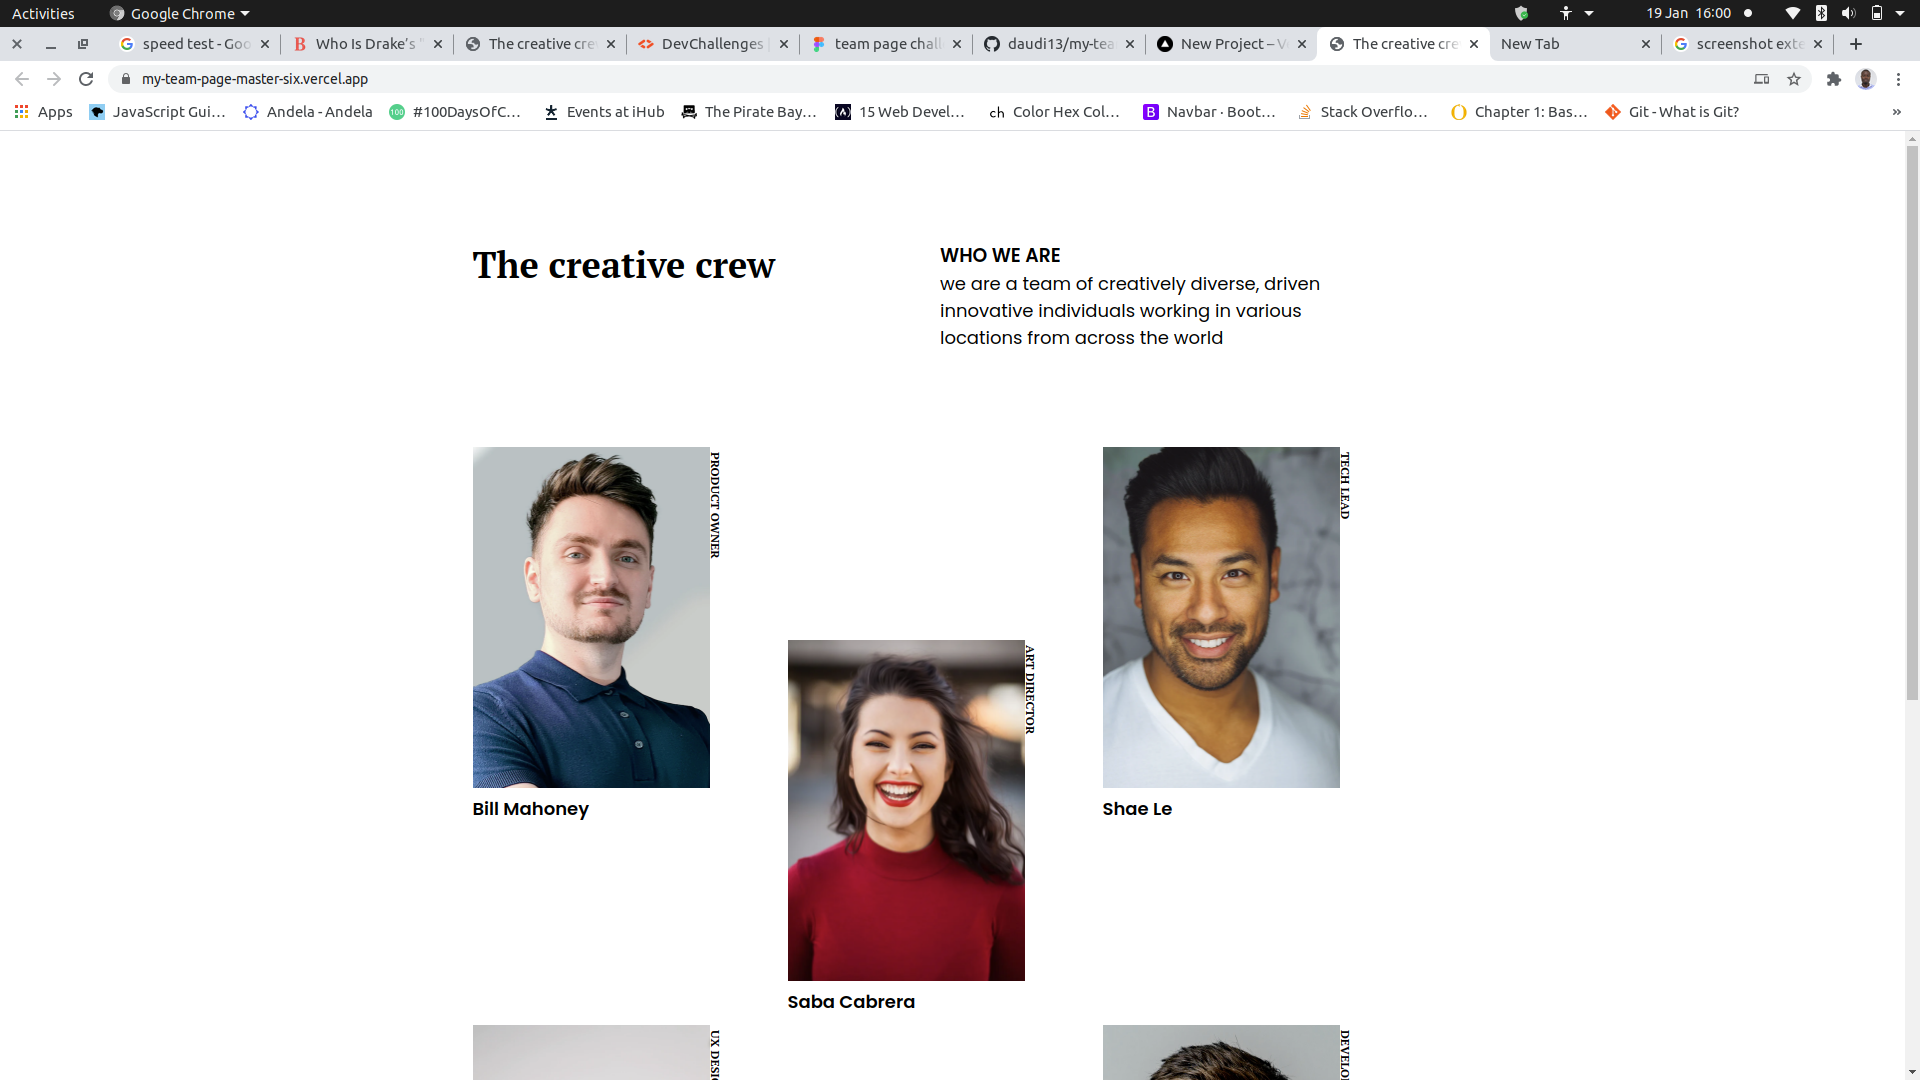 Activities
Google Chrome
19 Jan 16:00
speed test - Goo
Who Is Drake's "
The creative cre
DevChallenges
team page chall
daudi13/my-tea
New Project – V
The creative cre
New Tab
screenshot exte
my-team-page-master-six.vercel.app
Apps
JavaScript Gui...
Andela - Andela
100
#100DaysOfC...
Events at iHub
The Pirate Bay...
15 Web Devel...
ch
Color Hex Col...
B
Navbar · Boot...
Stack Overflo...
Chapter 1: Bas...
Git - What is Git?
»
The creative crew
WHO WE ARE
we are a team of creatively diverse, driven
innovative individuals working in various
locations from across the world
PRODUCT OWNER
Bill Mahoney
ART DIRECTOR
Saba Cabrera
TECH LEAD
Shae Le
UX DESI
DEVELO